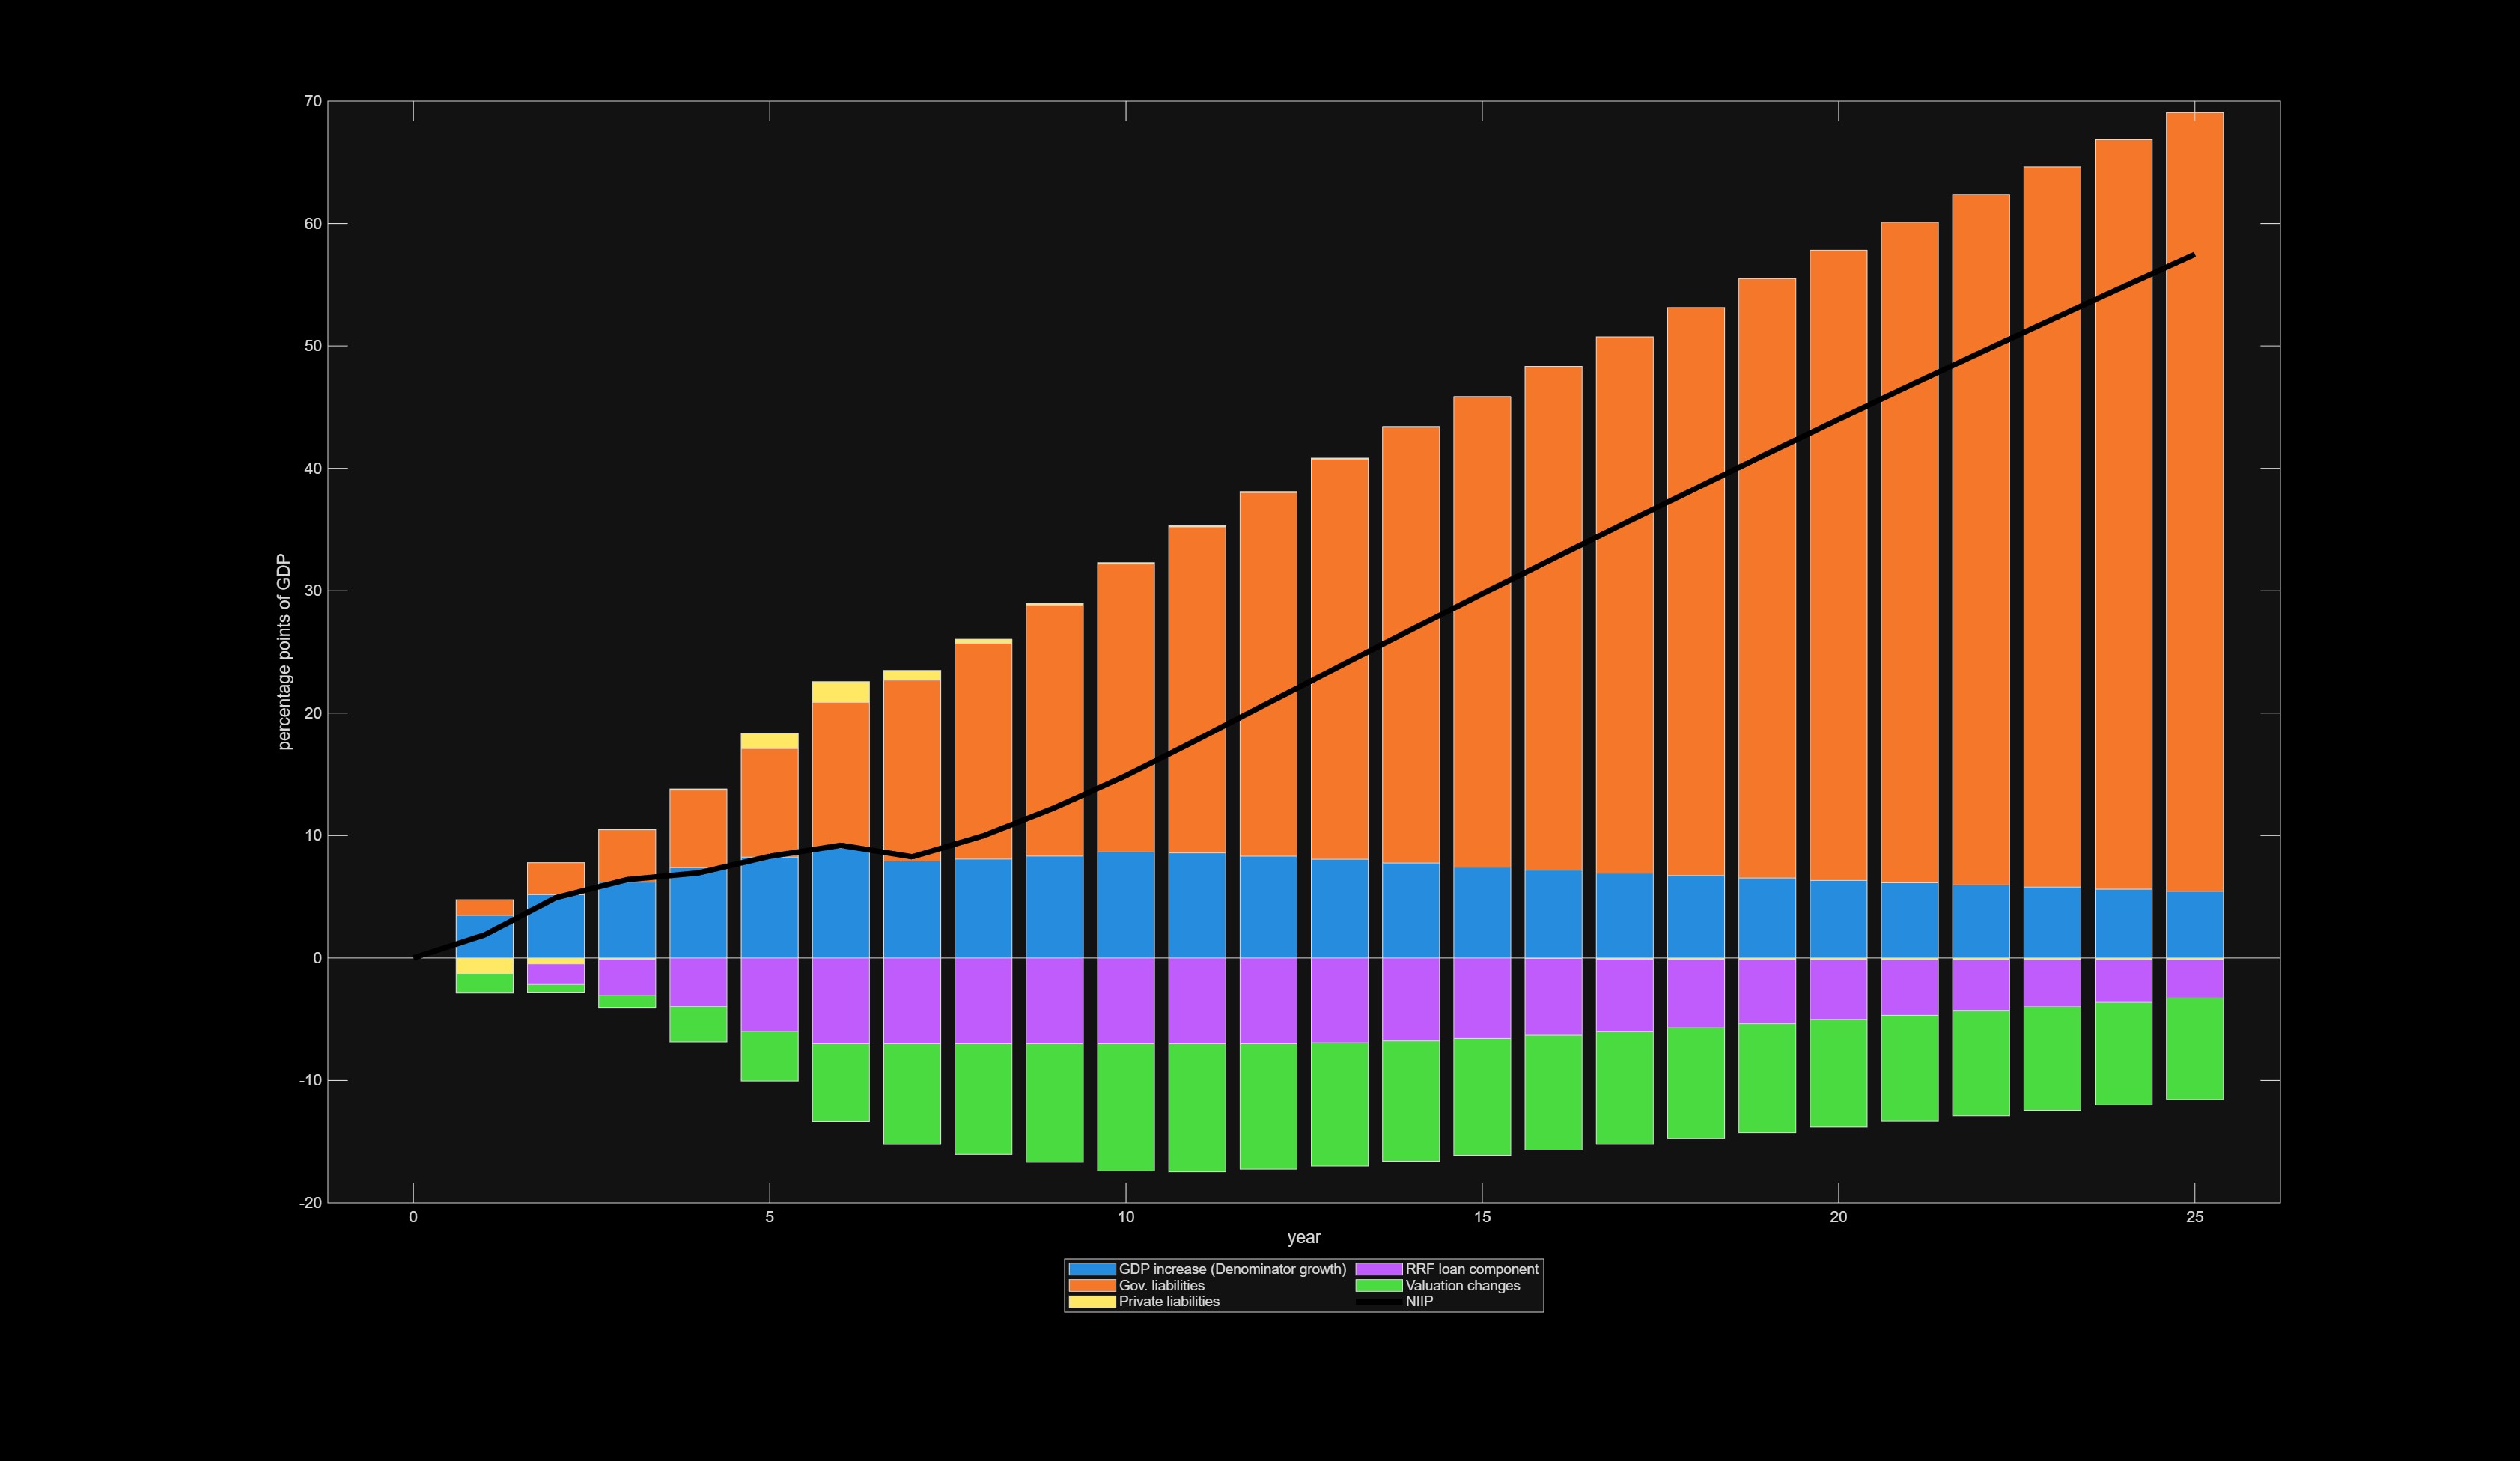 70
60
50
40
30
20
10
0
-10
-20
percentage points of GDP
0 5 10 15 20 25
year
GDP increase (Denominator growth) RRF loan component
Gov. liabilities Valuation changes
Private liabilities NIIP